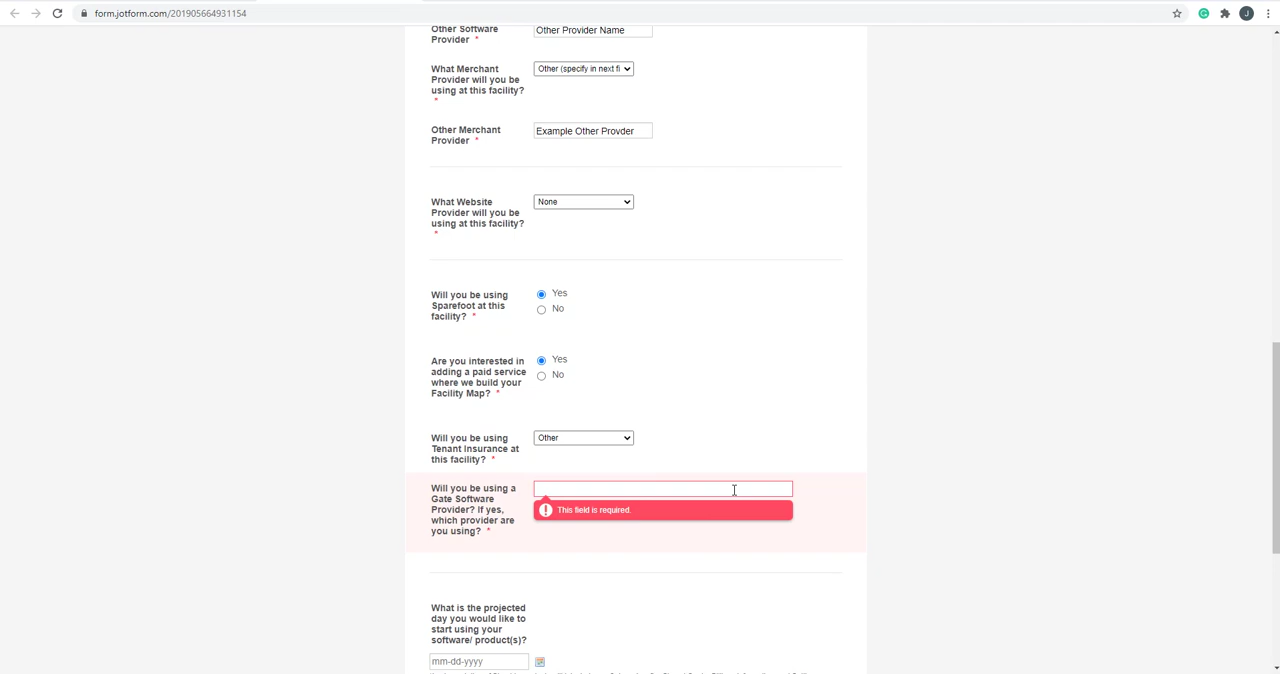 form.jotform.com/201905664931154
J
Other Software
Provider *
Other Provider Name
What Merchant
Provider will you be
using at this facility?
*
Other (specify in next fi
Other Merchant
Provider *
Example Other Provder
What Website
Provider will you be
using at this facility?
*
None
Will you be using
Sparefoot at this
facility? *
Yes
No
Are you interested in
adding a paid service
where we build your
Facility Map? *
Yes
No
Will you be using
Tenant Insurance at
this facility? *
Other
Will you be using a
Gate Software
Provider? If yes,
which provider are
you using? *
This field is required.
What is the projected
day you would like to
start using your
software/ product(s)?
mm-dd-yyyy